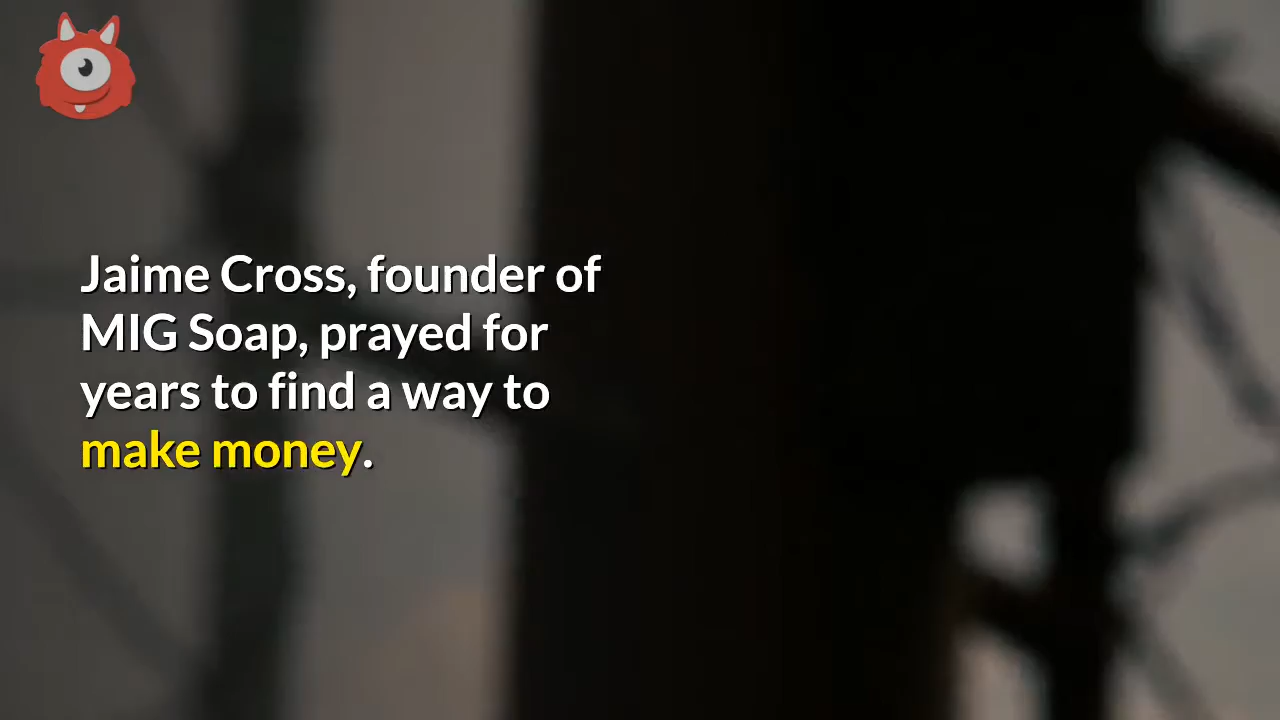 Jaime Cross, founder of
MIG Soap, prayed for
years to find a way to
make money.